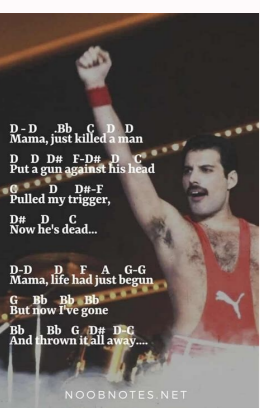 D - D .Bb C D D
Mama, just killed a man
D D D# F-D# D C
Put a gun against his head
C D D#-F
Pulled my trigger,
D# D C
Now he's dead...
D-D D F A G-G
Mama, life had just begun
G Bb Bb Bb
But now I've gone
Bb Bb G D# D-C
And thrown it all away....
NOOBNOTES.NET